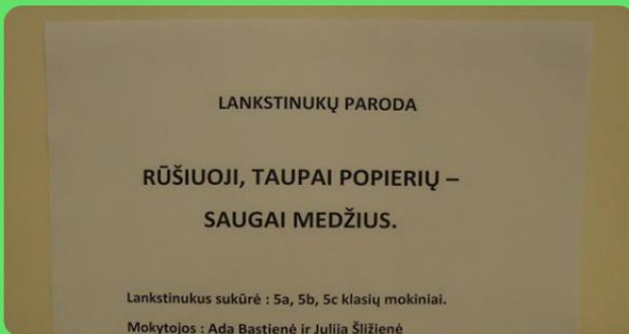 LANKSTINUKŲ PARODA
RŪŠIUOJI, TAUPAI POPIERIŲ –
SAUGAI MEDŽIUS.
Lankstinukus sukūrė : 5a, 5b, 5c klasių mokiniai.
Mokytojos : Ada Bastienė ir Julija Šližienė